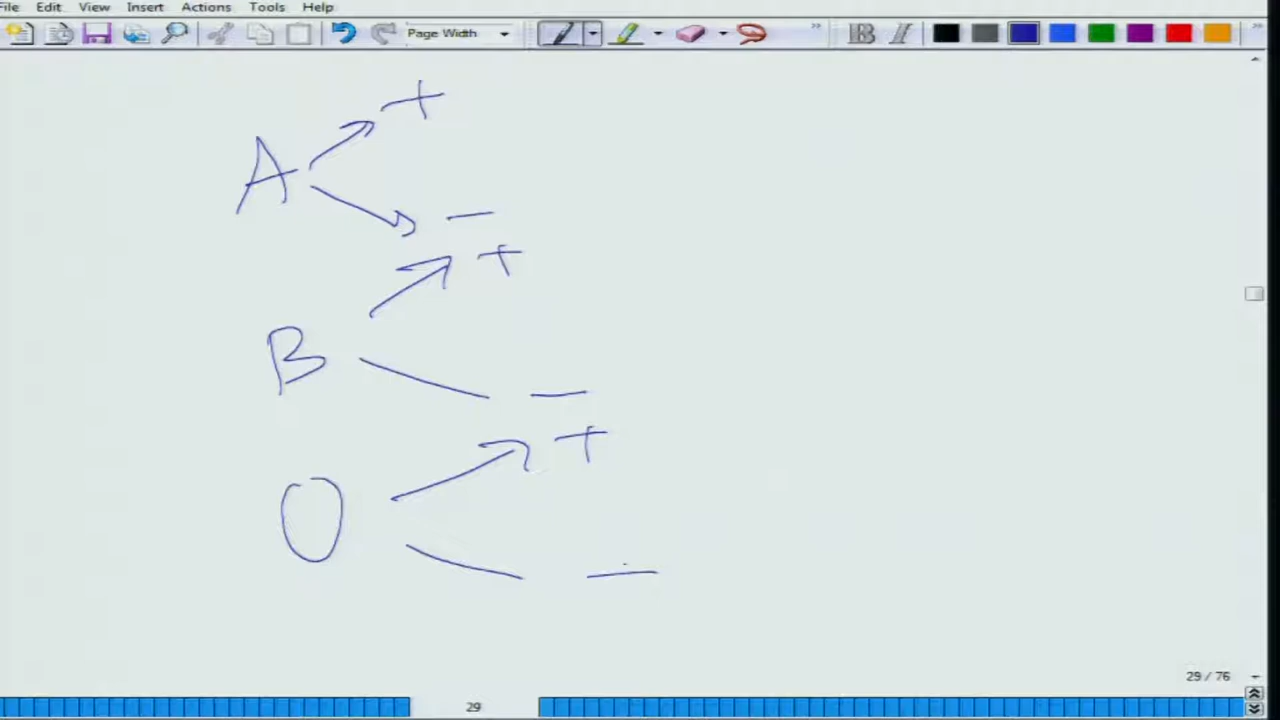 File Edit View Insert Actions Tools Help
Page Width B I
+
A
−
+
B
−
+
O
−
29 / 76
29